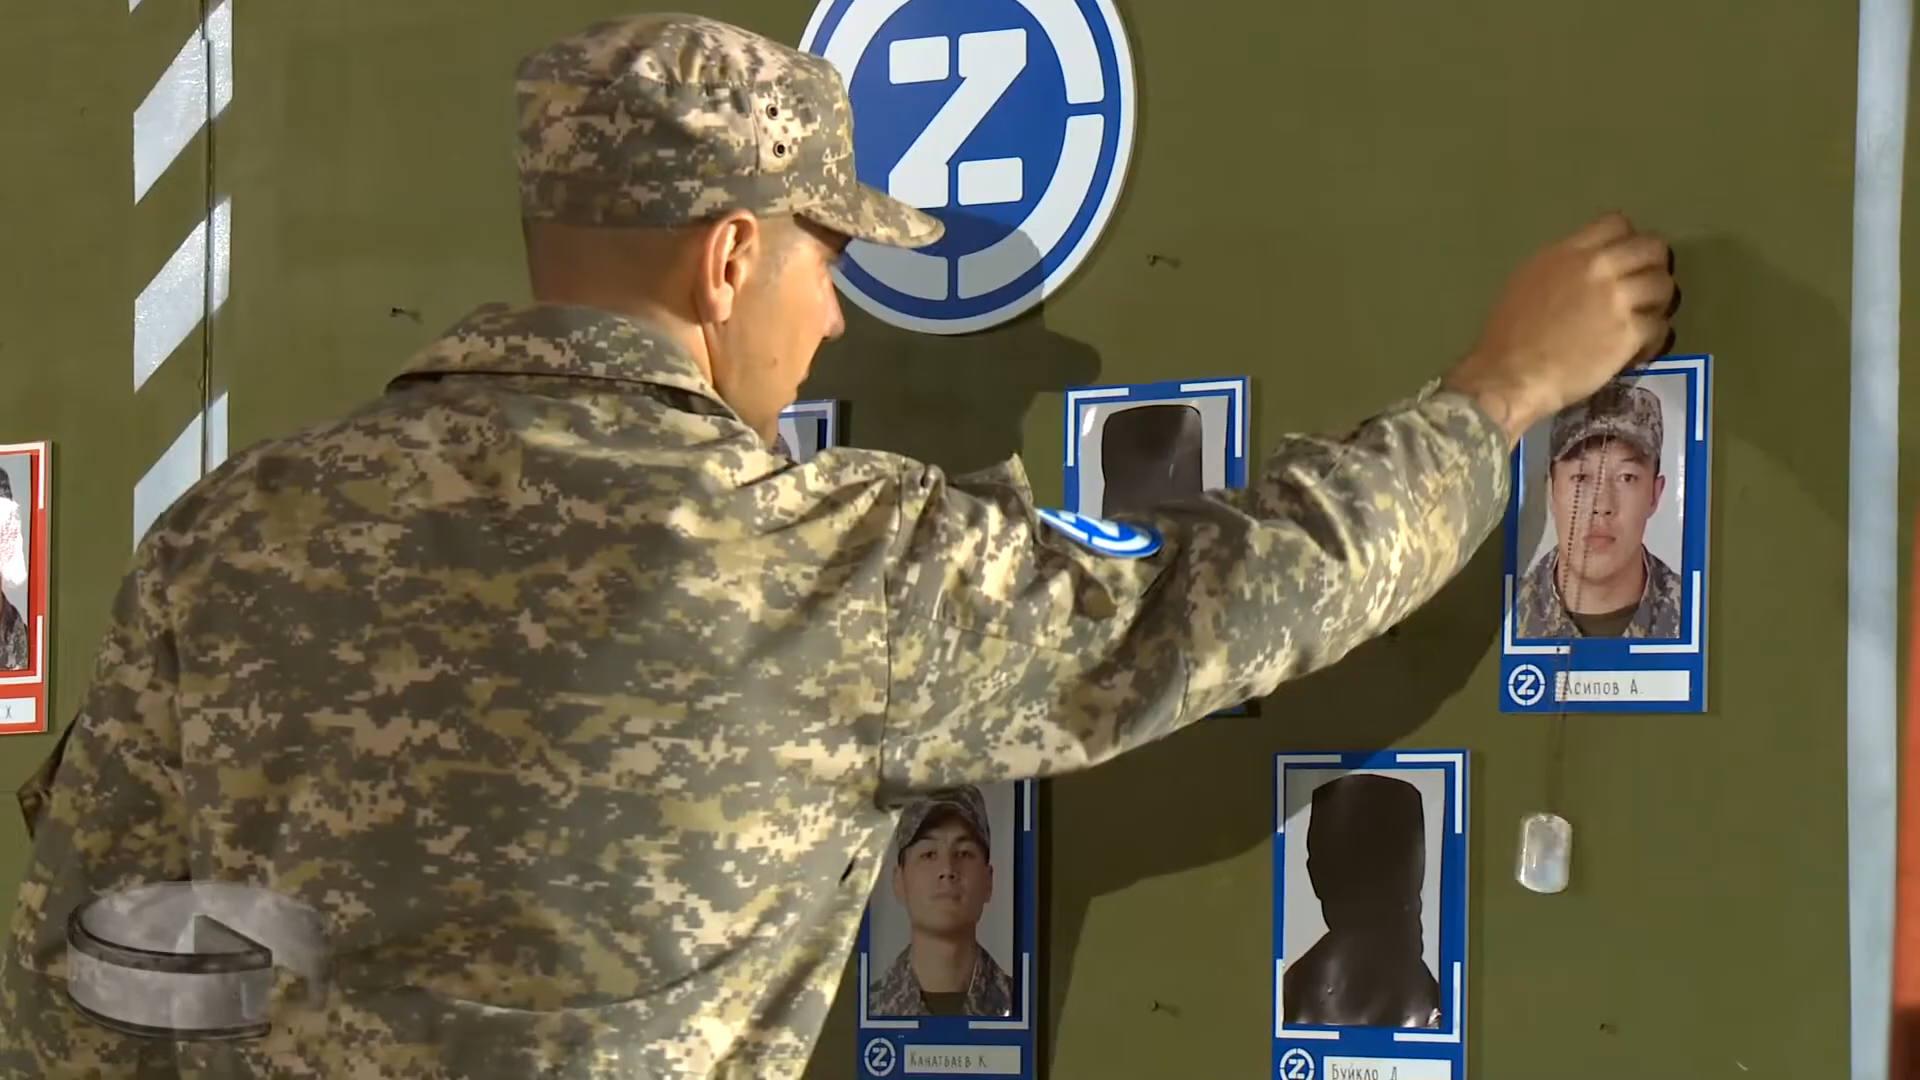 Z
Z
X
Z Асипов А.
Z Канатбаев К
Z Буйкло Д